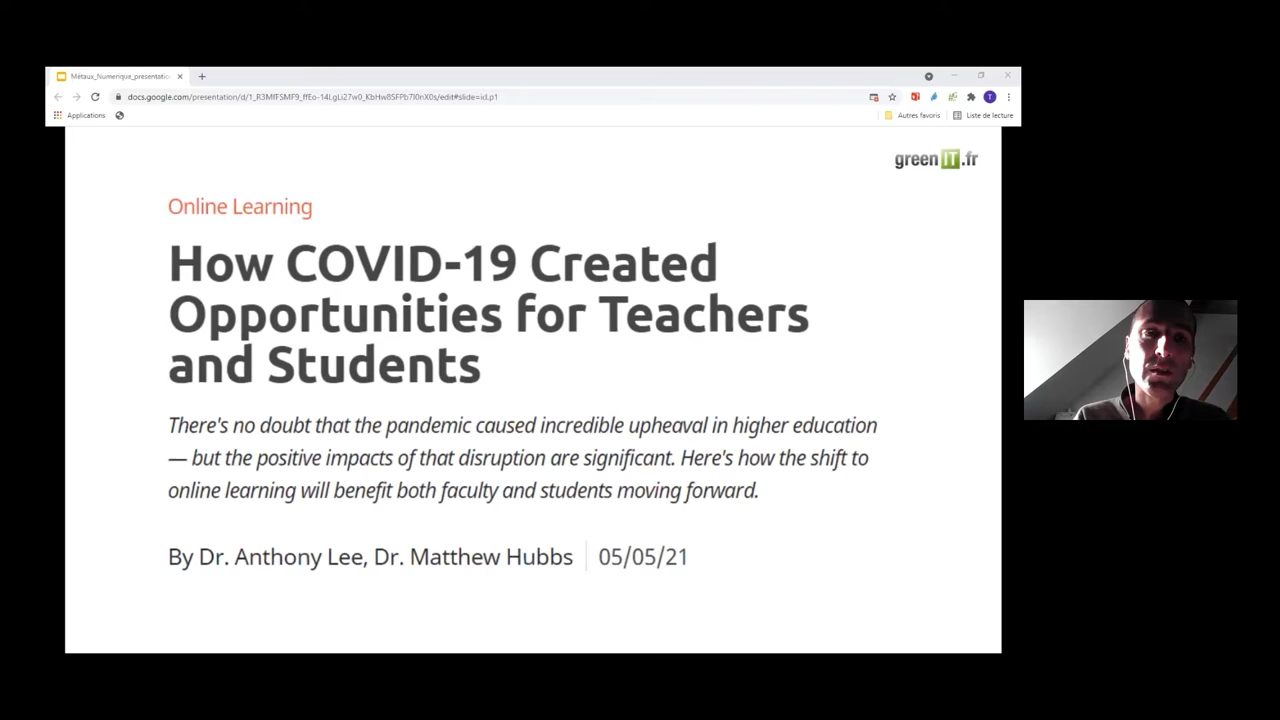 Métaux_Numerique_presentatio
Applications
Autres favoris
Liste de lecture
T
greenIT.fr
Online Learning
How COVID-19 Created
Opportunities for Teachers
and Students
There's no doubt that the pandemic caused incredible upheaval in higher education
— but the positive impacts of that disruption are significant. Here's how the shift to
online learning will benefit both faculty and students moving forward.
By Dr. Anthony Lee, Dr. Matthew Hubbs
05/05/21